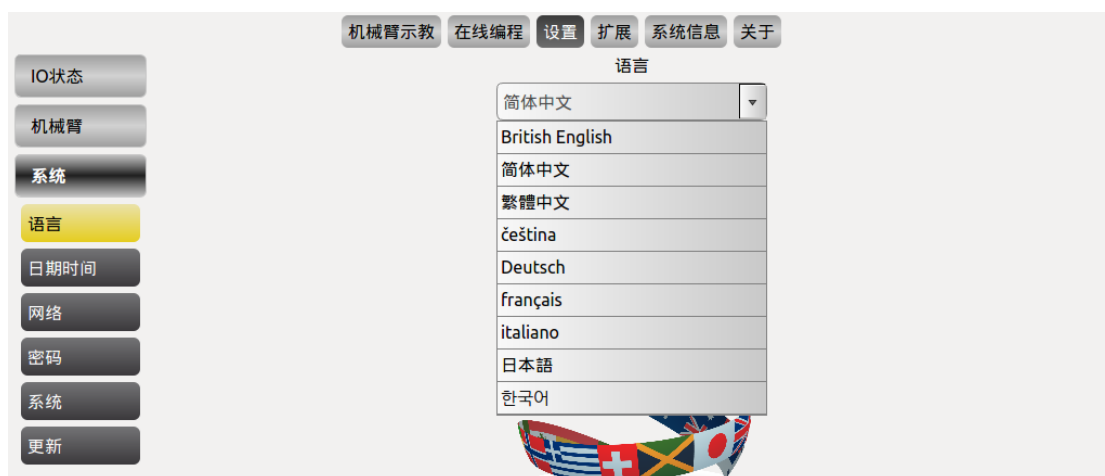 机械臂示教 在线编程 设置 扩展 系统信息 关于
IO状态
机械臂
系统
语言
日期时间
网络
密码
系统
更新
语言
简体中文
British English
简体中文
繁體中文
čeština
Deutsch
français
italiano
日本語
한국어